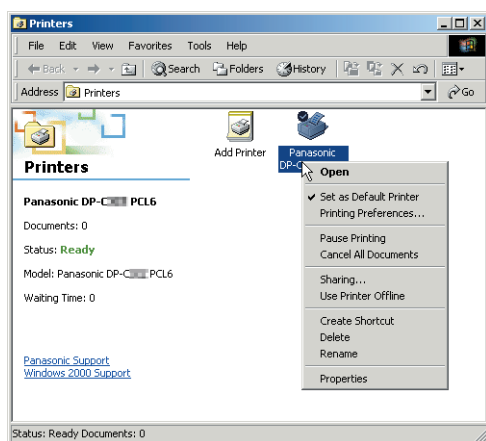 Printers
File Edit View Favorites Tools Help
Back Search Folders History
Address Printers Go
Add Printer
Panasonic
Printers
Panasonic DP-C PCL6
Documents: 0
Status: Ready
Model: Panasonic DP-C PCL6
Waiting Time: 0
Panasonic Support
Windows 2000 Support
Open
Set as Default Printer
Printing Preferences...
Pause Printing
Cancel All Documents
Sharing...
Use Printer Offline
Create Shortcut
Delete
Rename
Properties
Status: Ready Documents: 0